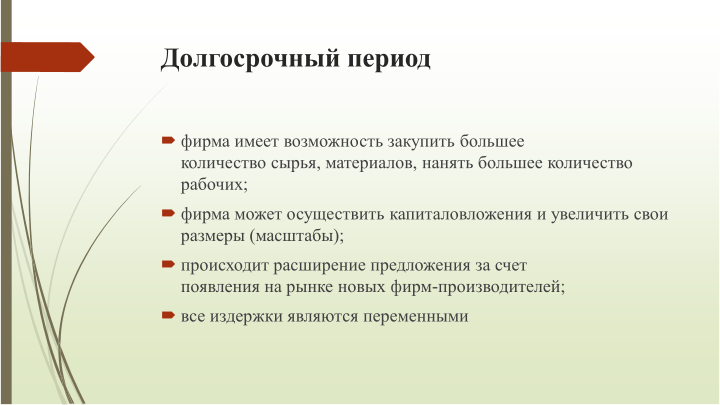 Долгосрочный период
фирма имеет возможность закупить большее
количество сырья, материалов, нанять большее количество
рабочих;
фирма может осуществить капиталовложения и увеличить свои
размеры (масштабы);
происходит расширение предложения за счет
появления на рынке новых фирм-производителей;
все издержки являются переменными